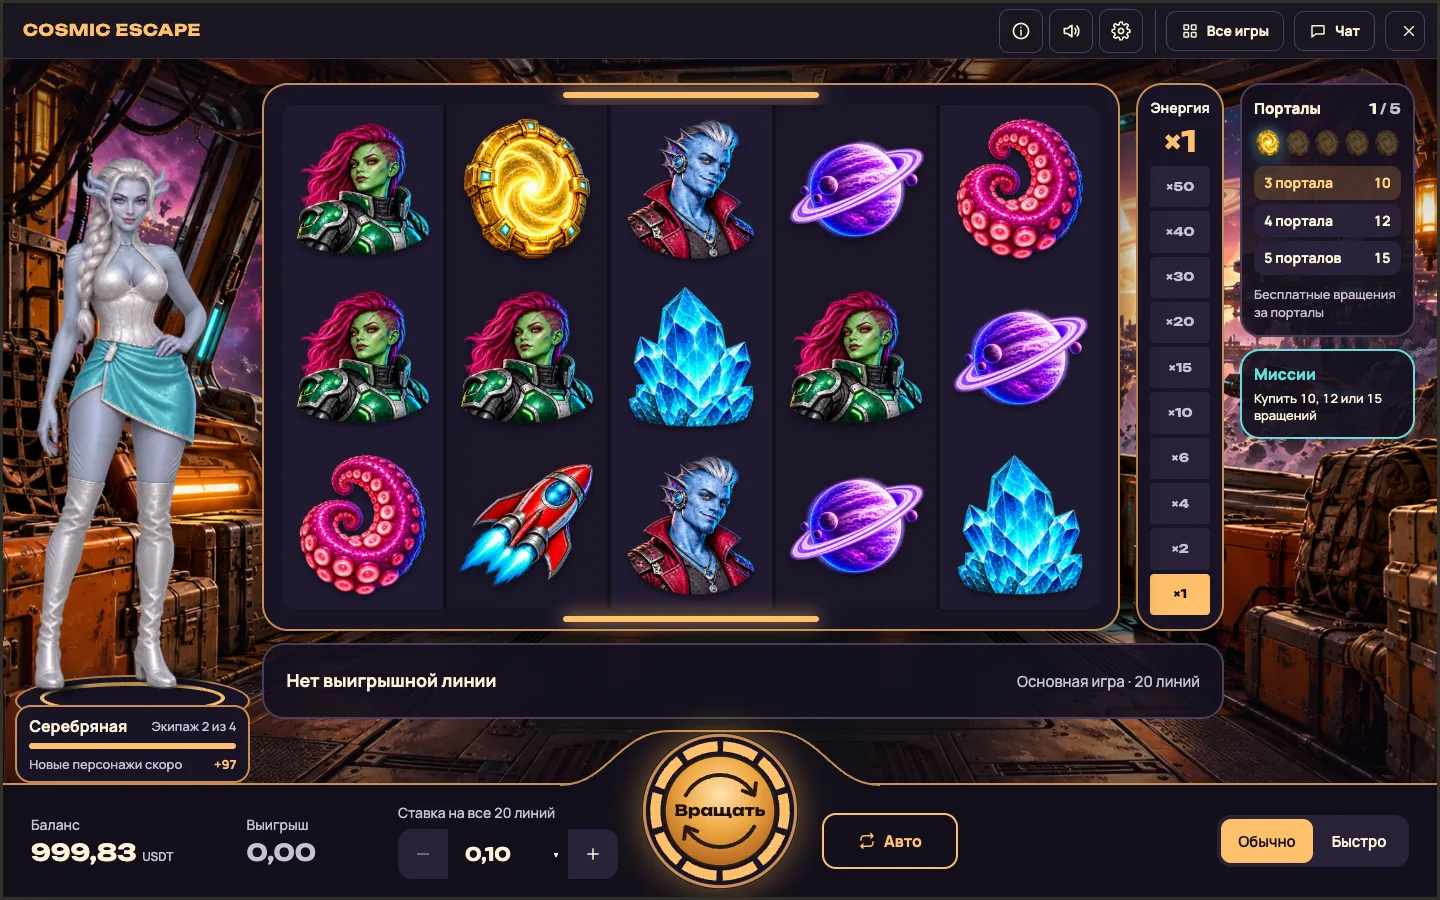 COSMIC ESCAPE
Все игры
Чат
Энергия
×1
×50
×40
×30
×20
×15
×10
×6
×4
×2
×1
Порталы 1 / 5
3 портала 10
4 портала 12
5 порталов 15
Бесплатные вращения
за порталы
Миссии
Купить 10, 12 или 15
вращений
Нет выигрышной линии
Основная игра · 20 линий
Серебряная Экипаж 2 из 4
Новые персонажи скоро +97
Баланс
999,83 USDT
Выигрыш
0,00
Ставка на все 20 линий
− 0,10 +
Вращать
Авто
Обычно
Быстро